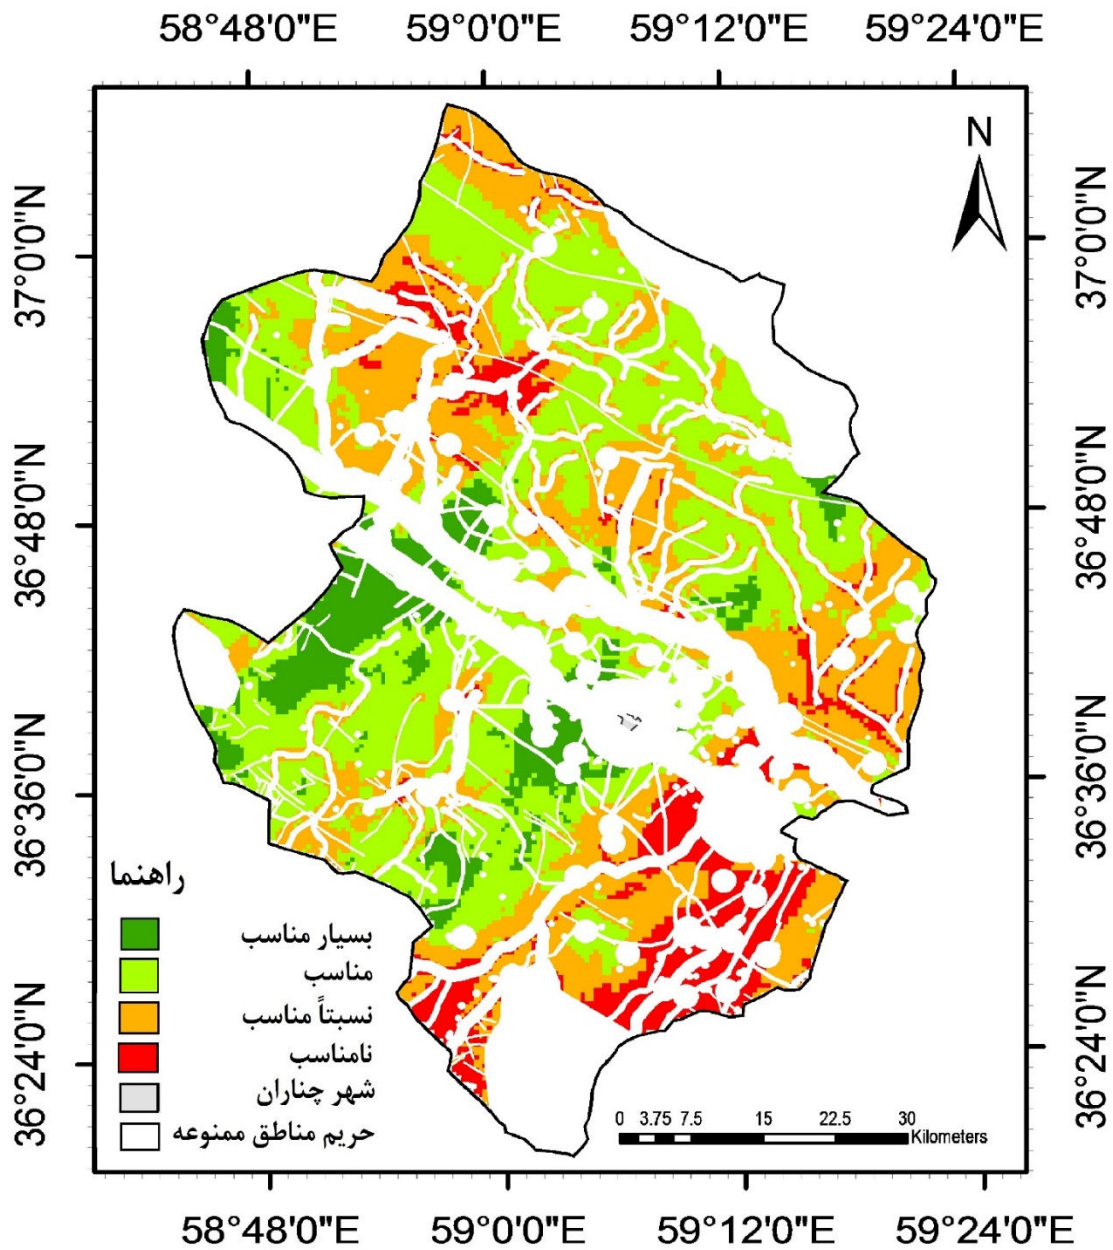 58°48'0"E 59°0'0"E 59°12'0"E 59°24'0"E
N
37°0'0"N
37°0'0"N
36°48'0"N
36°48'0"N
36°36'0"N
36°36'0"N
36°24'0"N
36°24'0"N
راهنما
بسیار مناسب
مناسب
نسبتاً مناسب
نامناسب
شهر چناران
حریم مناطق ممنوعه
0 3.75 7.5 15 22.5 30
Kilometers
58°48'0"E 59°0'0"E 59°12'0"E 59°24'0"E